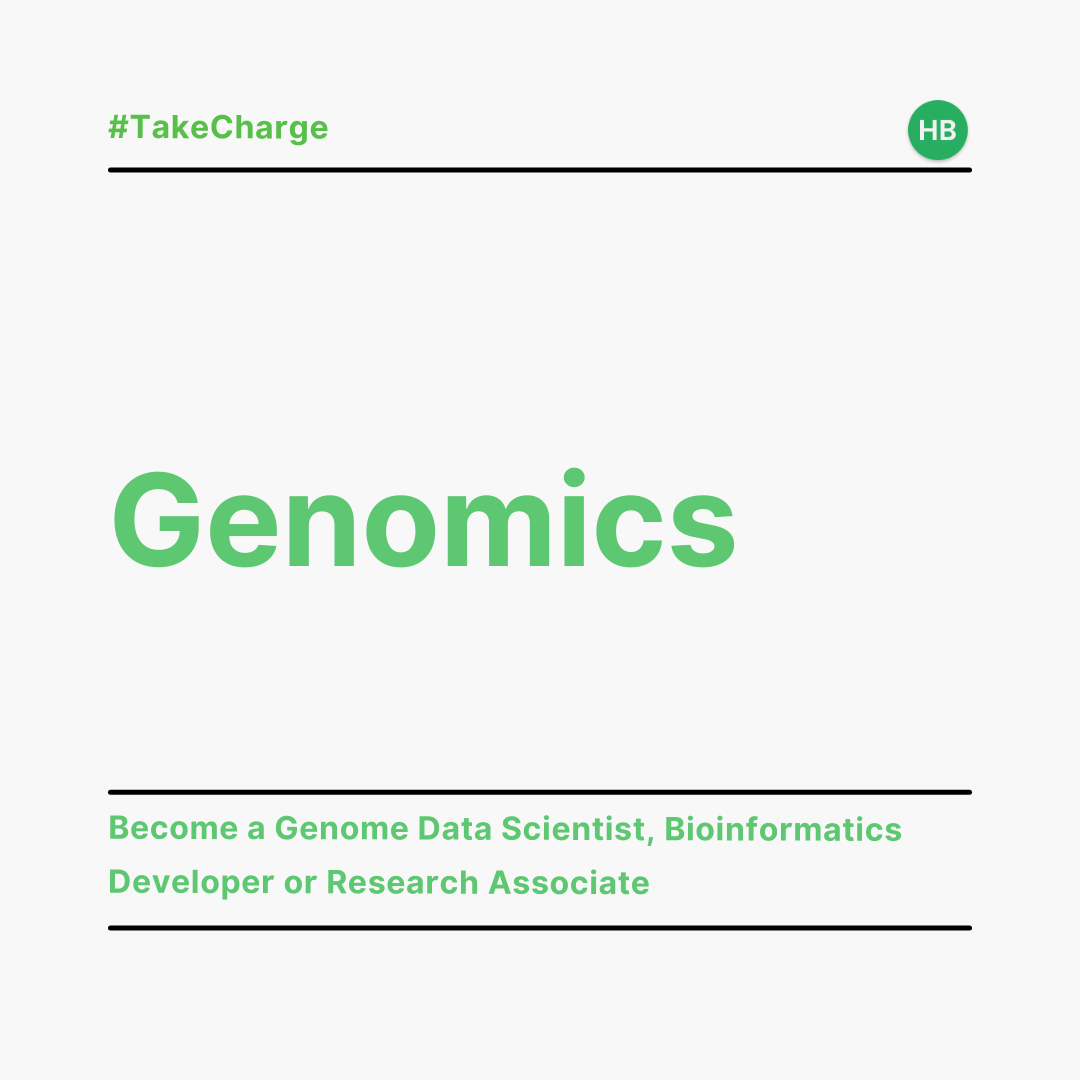 #TakeCharge
HB
Genomics
Become a Genome Data Scientist, Bioinformatics
Developer or Research Associate